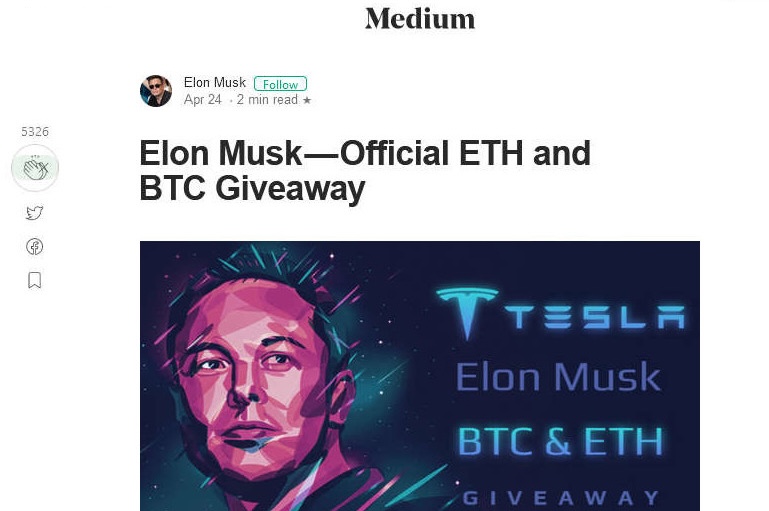 Medium
Elon Musk Follow
Apr 24 · 2 min read ★
5326
Elon Musk—Official ETH and
BTC Giveaway
TESLA
Elon Musk
BTC & ETH
GIVEAWAY